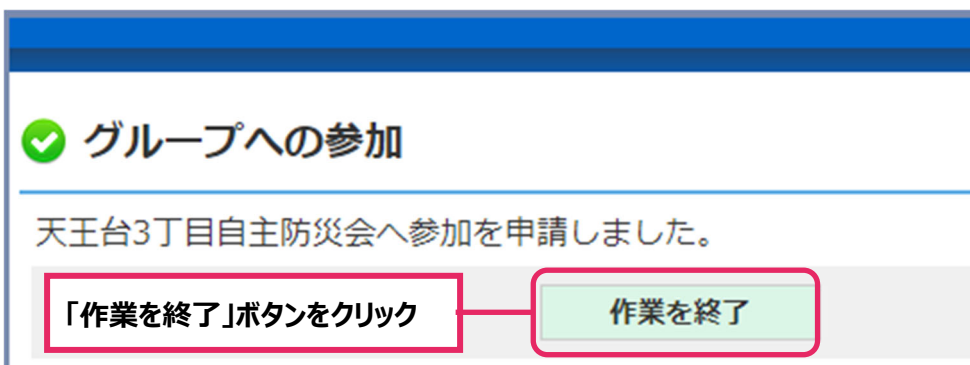 グループへの参加
天王台3丁目自主防災会へ参加を申請しました。
「作業を終了」ボタンをクリック
作業を終了